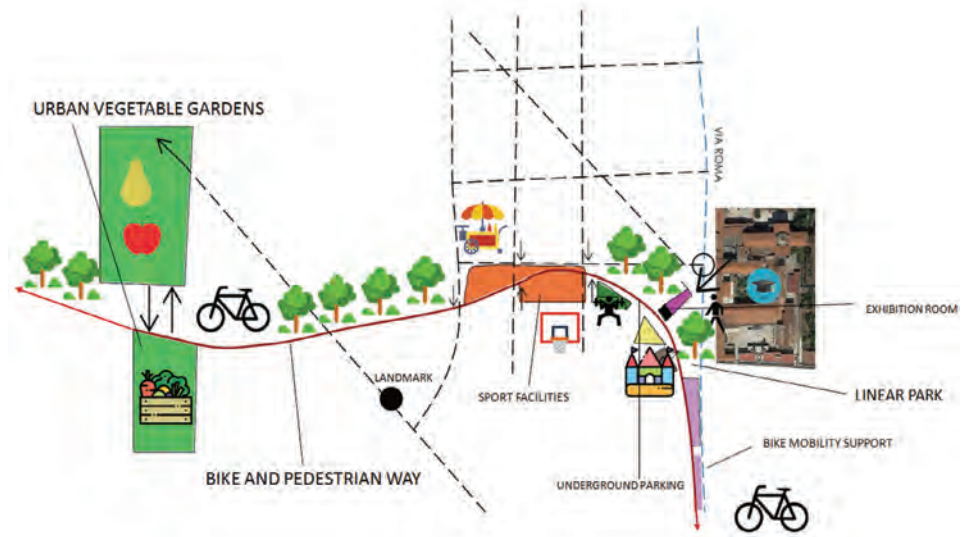 URBAN VEGETABLE GARDENS
VIA ROMA
EXHIBITION ROOM
LANDMARK
SPORT FACILITIES
LINEAR PARK
BIKE MOBILITY SUPPORT
BIKE AND PEDESTRIAN WAY
UNDERGROUND PARKING